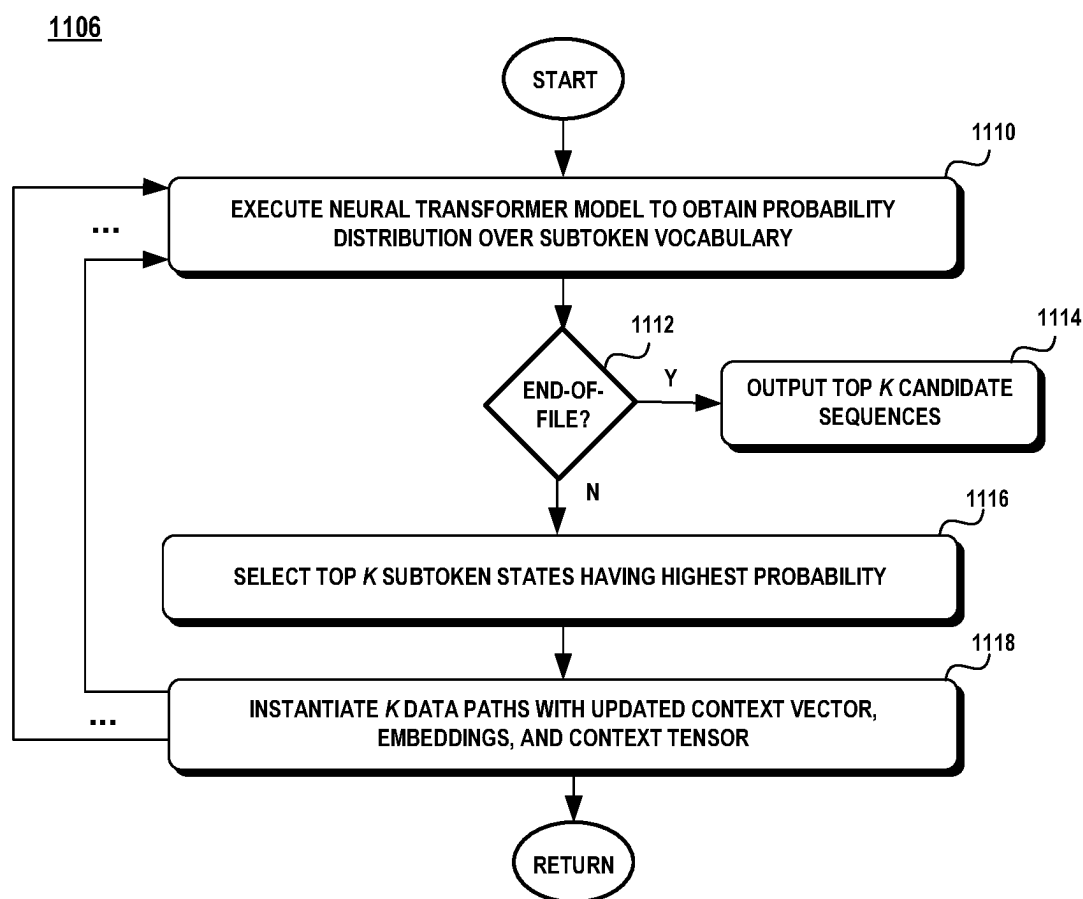 1106
START
1110
EXECUTE NEURAL TRANSFORMER MODEL TO OBTAIN PROBABILITY
DISTRIBUTION OVER SUBTOKEN VOCABULARY
...
1112
END-OF-
FILE?
Y
1114
OUTPUT TOP K CANDIDATE
SEQUENCES
N
1116
SELECT TOP K SUBTOKEN STATES HAVING HIGHEST PROBABILITY
1118
INSTANTIATE K DATA PATHS WITH UPDATED CONTEXT VECTOR,
EMBEDDINGS, AND CONTEXT TENSOR
...
RETURN